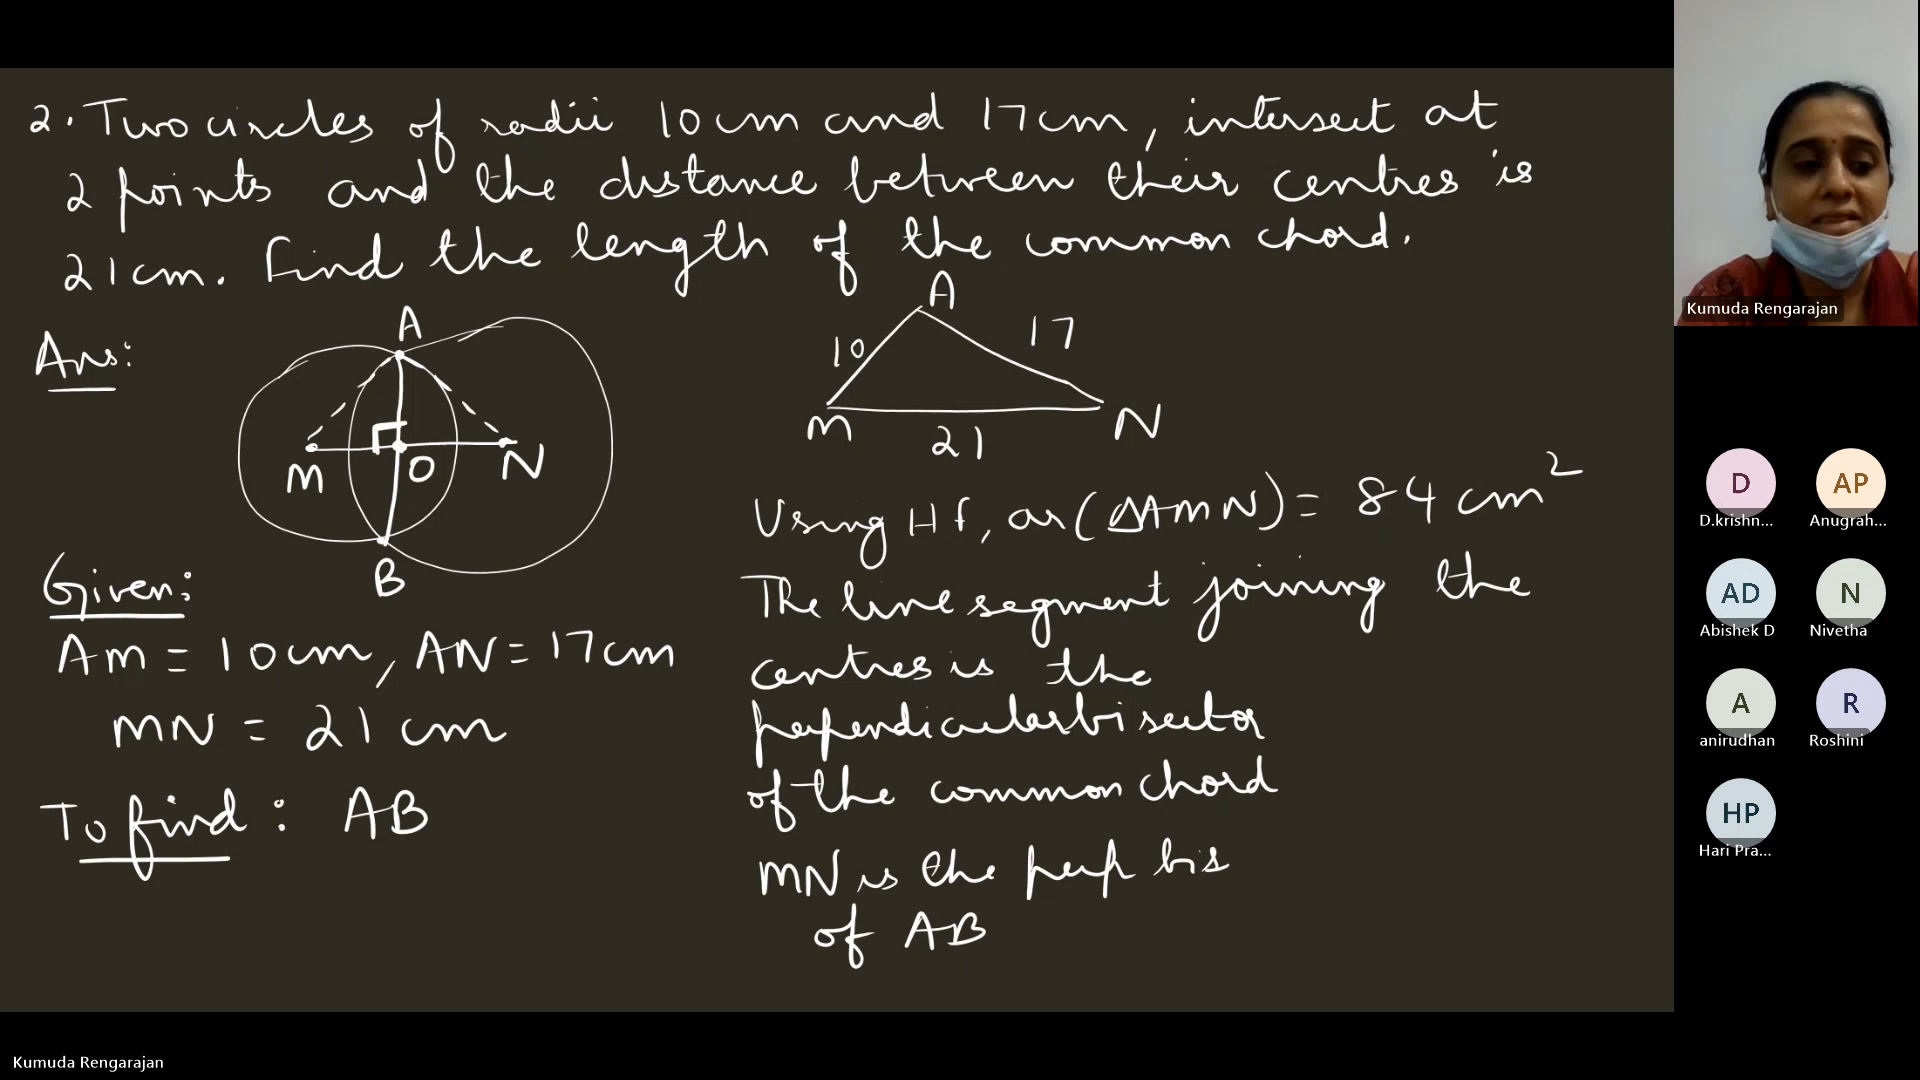 2. Two circles of radii 10cm and 17cm, intersect at
2 points and the distance between their centres is
21cm. Find the length of the common chord.
Ans:
A
M
O
N
B
A
10
17
M
21
N
Given:
AM = 10cm, AN = 17cm
MN = 21 cm
To find: AB
Using Hf, ar(ΔAMN) = 84 cm²
The line segment joining the
centres is the
perpendicular bisector
of the common chord
MN is the perp bis
of AB
Kumuda Rengarajan
D
D.krishn...
AP
Anugrah...
AD
Abishek D
N
Nivetha
A
anirudhan
R
Roshini
HP
Hari Pra...
Kumuda Rengarajan